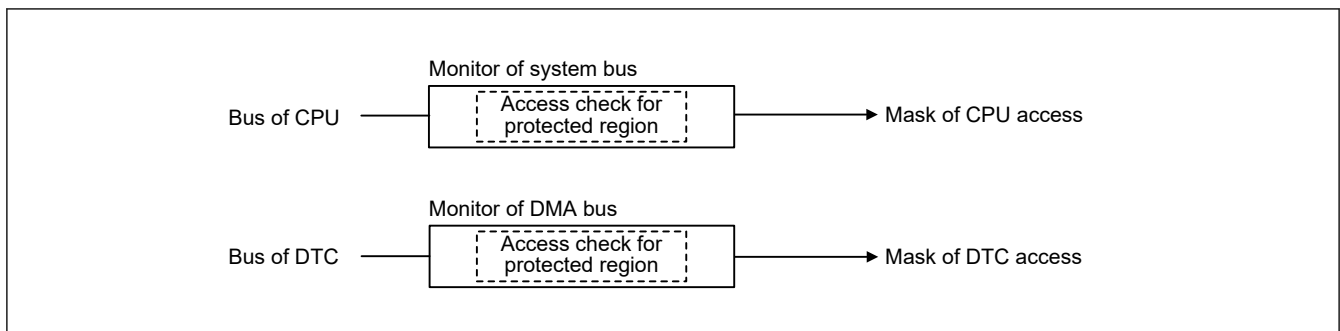 Monitor of system bus
Bus of CPU
Access check for
protected region
Mask of CPU access
Monitor of DMA bus
Bus of DTC
Access check for
protected region
Mask of DTC access